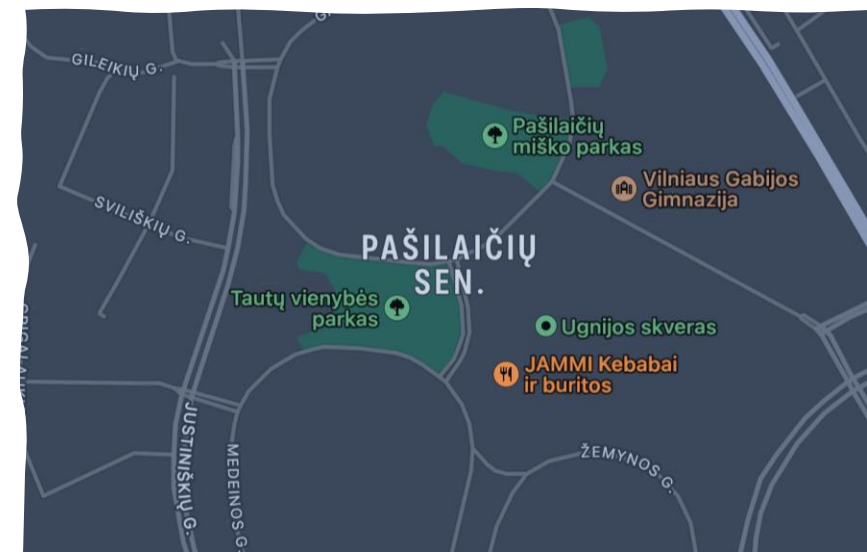 GILEIKIŲ G.
Pašilaičių
miško parkas
Vilniaus Gabijos
Gimnazija
SVILIŠKIŲ G.
PAŠILAIČIŲ
SEN.
Tautų vienybės
parkas
Ugnijos skveras
JAMMI Kebabai
ir buritos
JUSTINIŠKIŲ G.
MEDEINOS G.
ŽEMYNOS G.